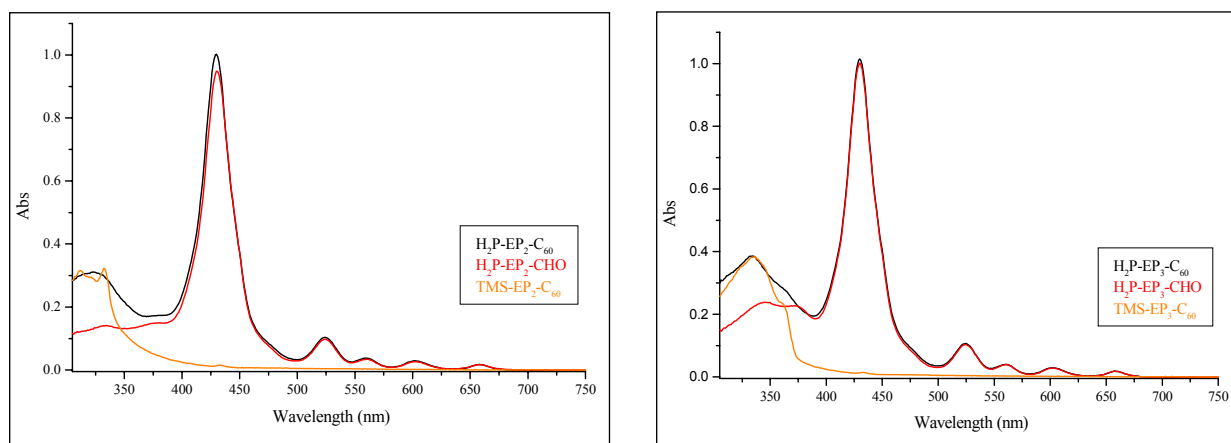 1.0
0.8
0.6
0.4
0.2
0.0
Abs
350 400 450 500 550 600 650 700 750
Wavelength (nm)
H₂P-EP₂-C₆₀
H₂P-EP₂-CHO
TMS-EP₂-C₆₀
1.0
0.8
0.6
0.4
0.2
0.0
Abs
350 400 450 500 550 600 650 700 750
Wavelength (nm)
H₂P-EP₃-C₆₀
H₂P-EP₃-CHO
TMS-EP₃-C₆₀